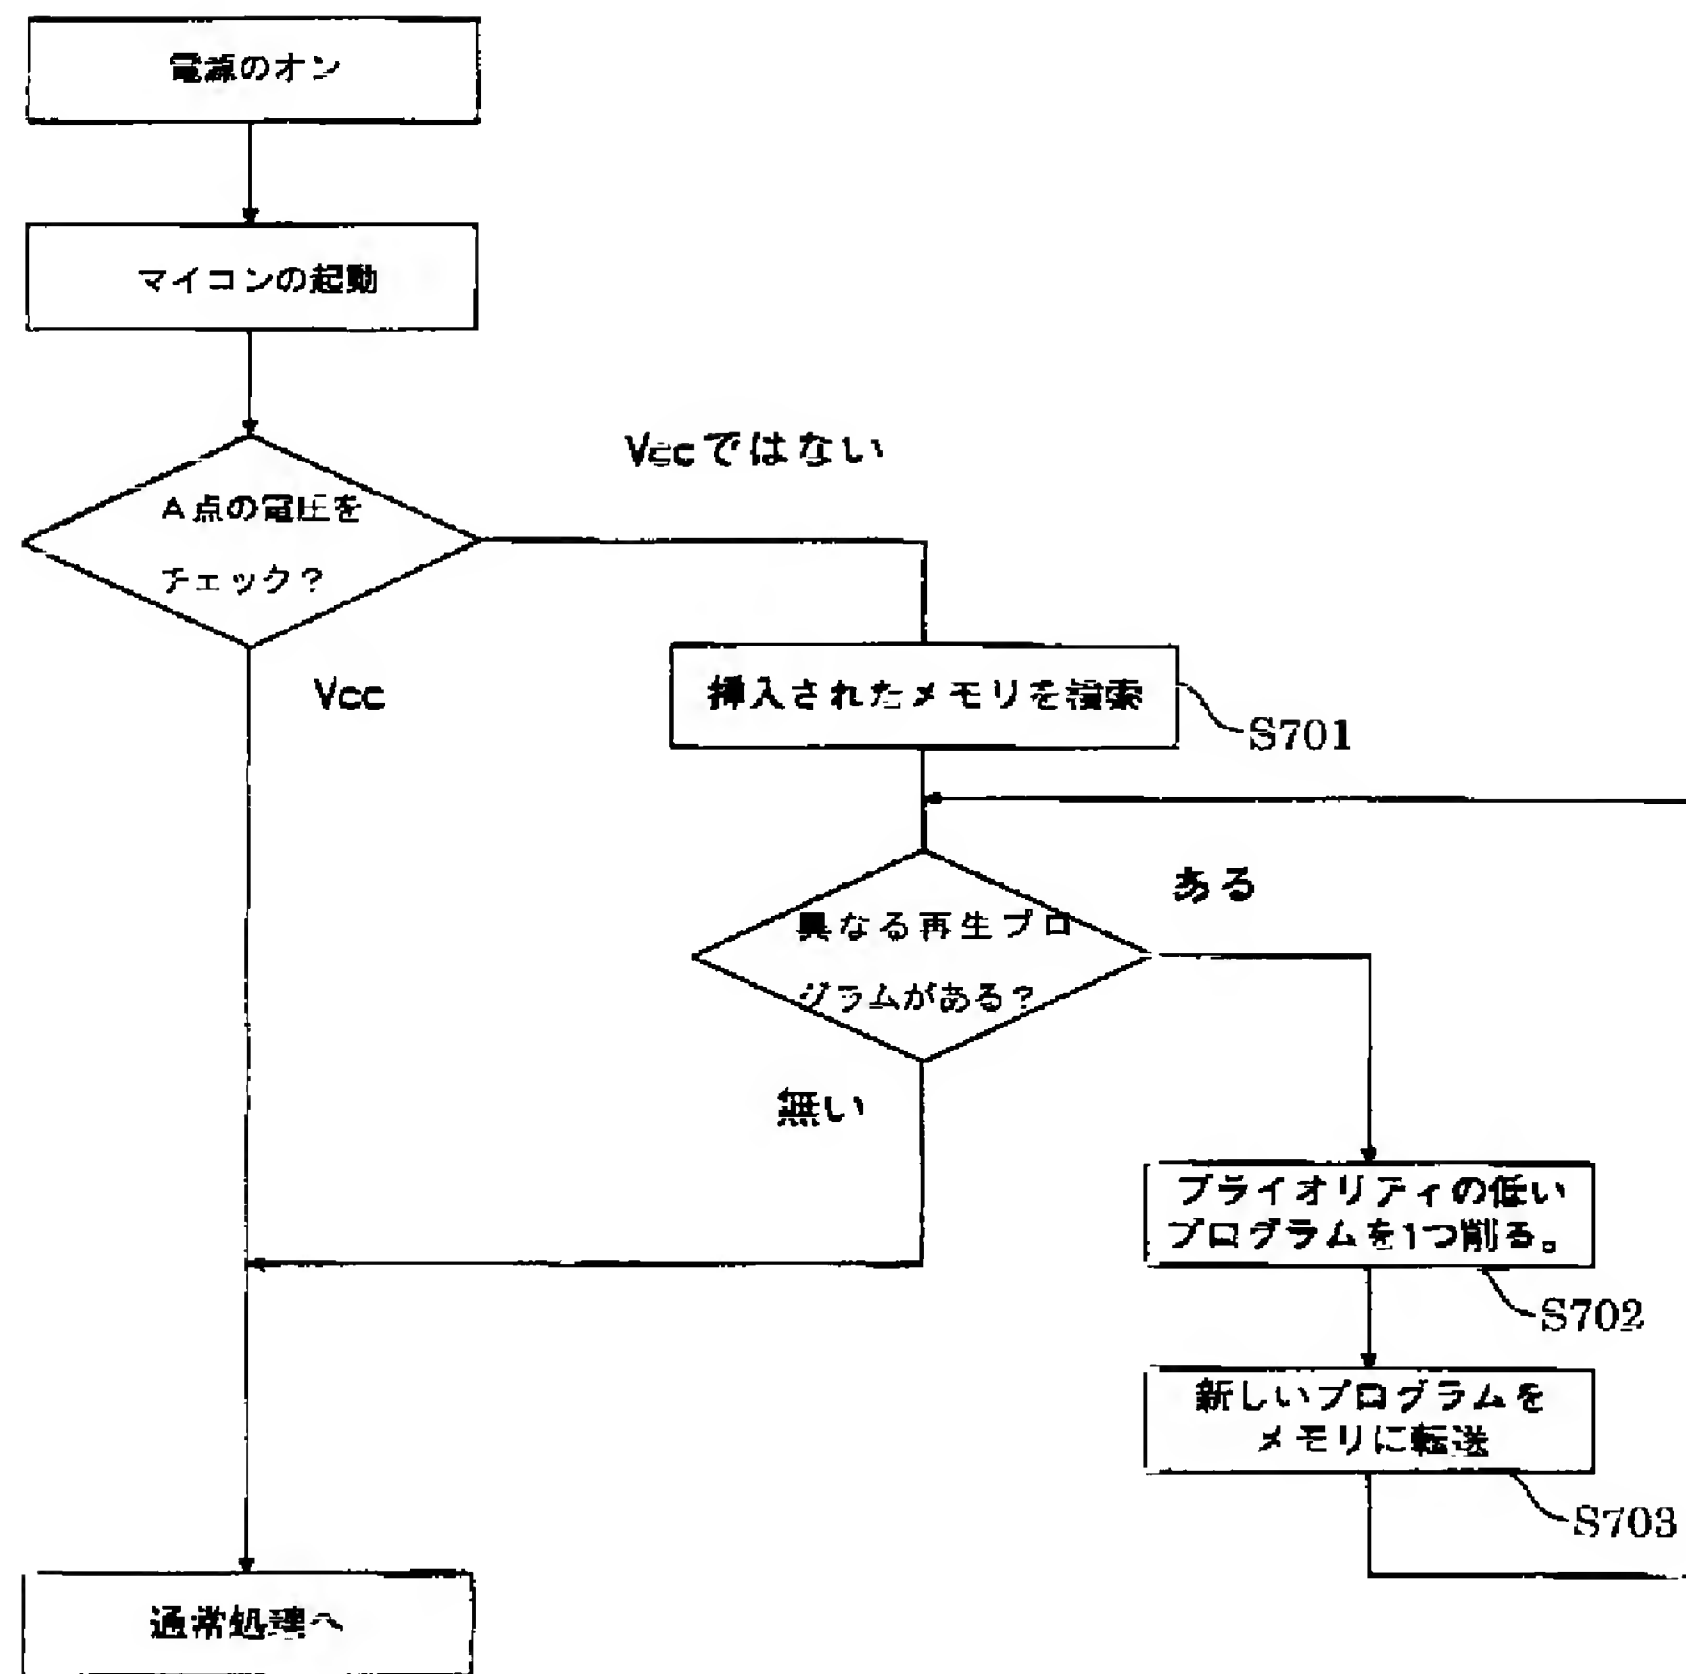 電源のオン
マイコンの起動
Vccではない
A点の電圧を
チェック？
Vcc
挿入されたメモリを検索
S701
ある
異なる再生プロ
グラムがある？
無い
プライオリティの低い
プログラムを1つ削る。
S702
新しいプログラムを
メモリに転送
S703
通常処理へ